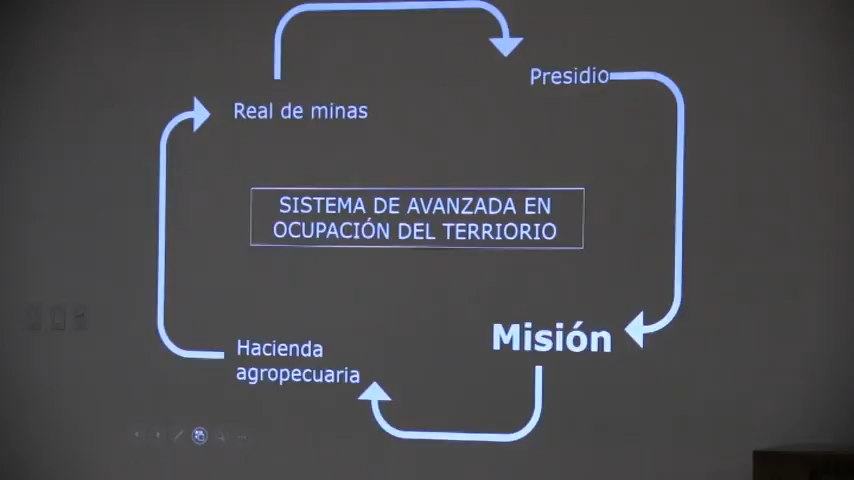 Presidio
Real de minas
SISTEMA DE AVANZADA EN
OCUPACIÓN DEL TERRIORIO
Misión
Hacienda
agropecuaria